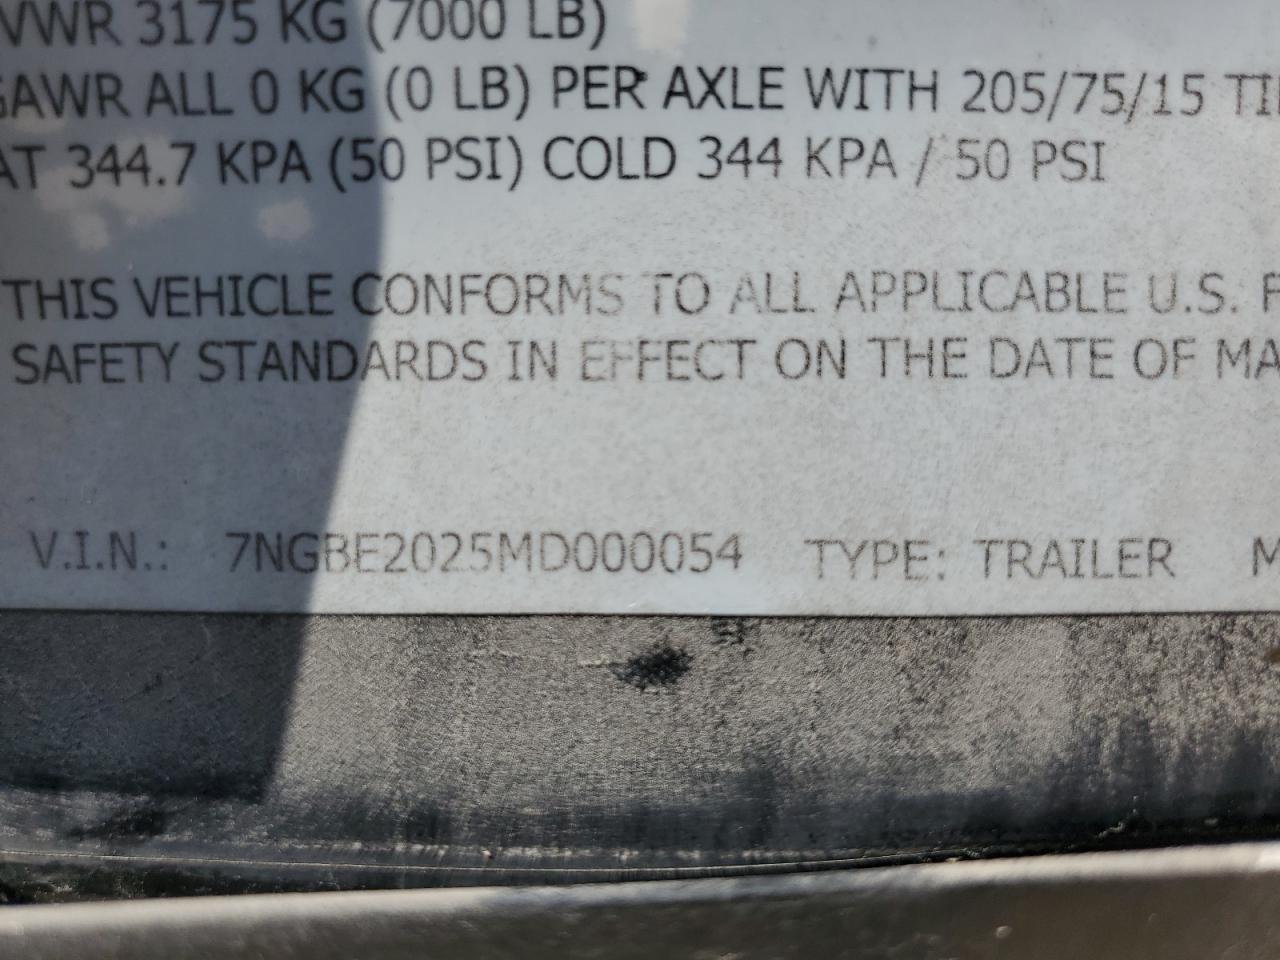 VWR 3175 KG (7000 LB)
GAWR ALL 0 KG (0 LB) PER AXLE WITH 205/75/15 TI
AT 344.7 KPA (50 PSI) COLD 344 KPA / 50 PSI
THIS VEHICLE CONFORMS TO ALL APPLICABLE U.S. F
SAFETY STANDARDS IN EFFECT ON THE DATE OF MA
V.I.N.: 7NGBE2025MD000054 TYPE: TRAILER M